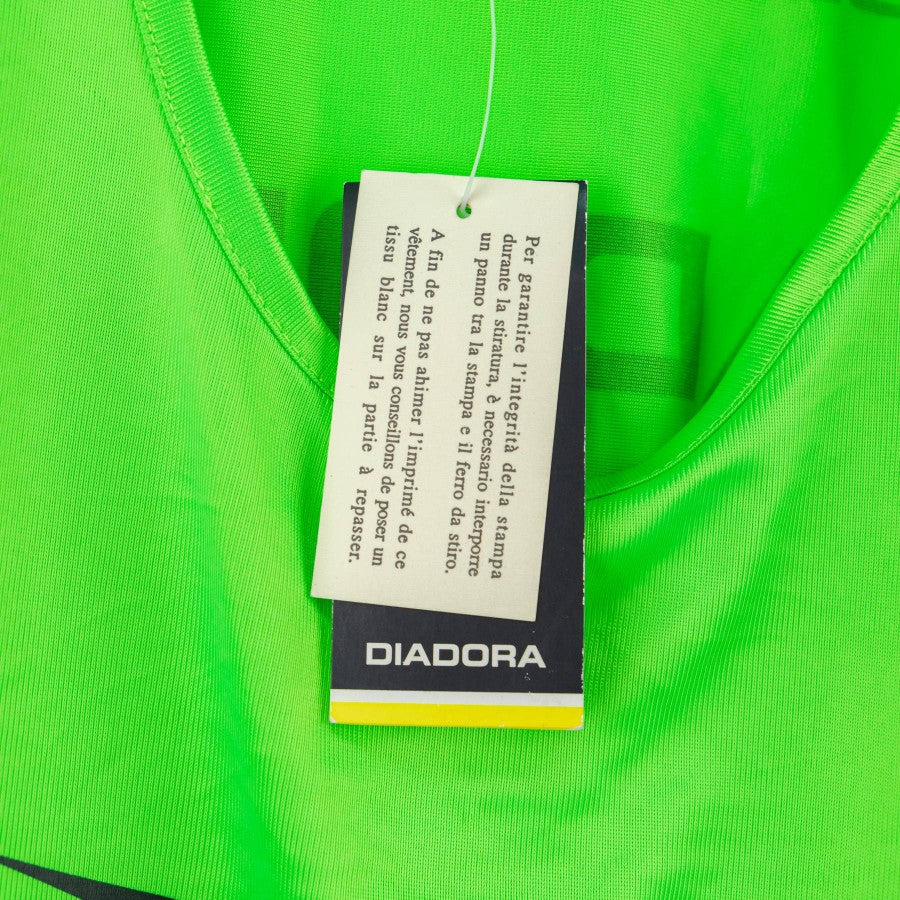 Per garantire l'integrità della stampa
durante la stiratura, è necessario interporre
un panno tra la stampa e il ferro da stiro.
A fin de ne pas ahimer l'imprimé de ce
vêtement, nous vous conseillons de poser un
tissu blanc sur la partie à repasser.
DIADORA